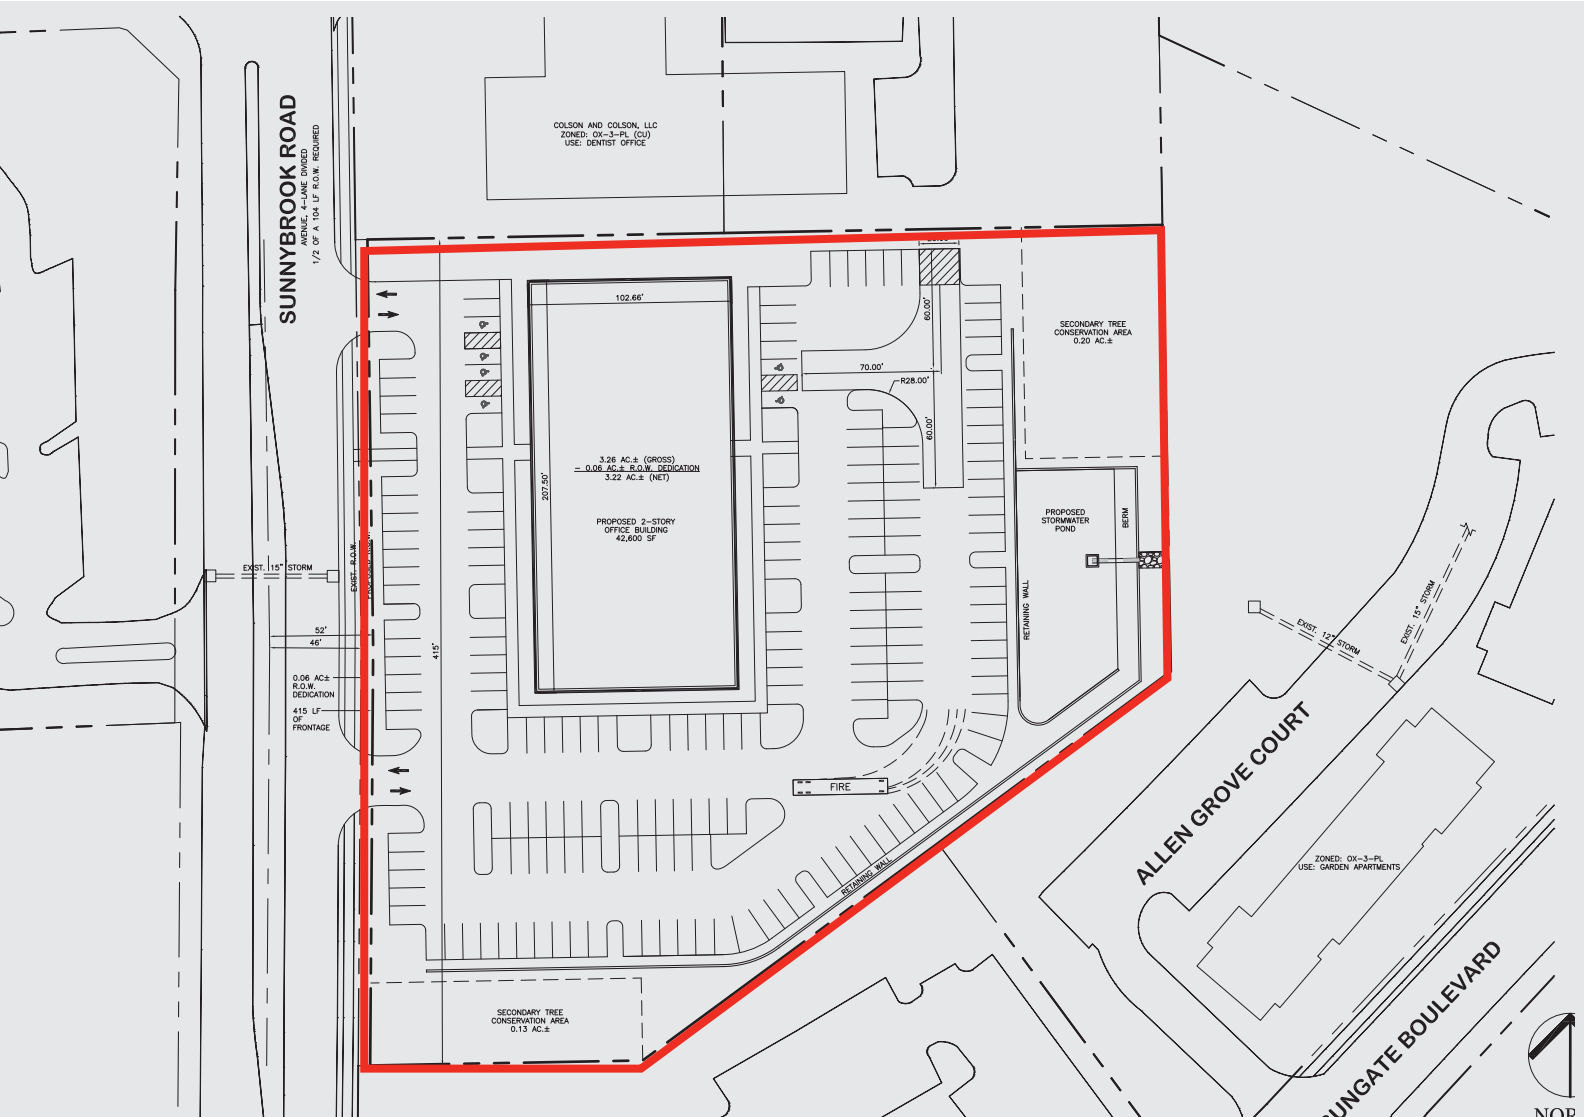 COLSON AND COLSON, LLC
ZONED: OX-3-PL (CU)
USE: DENTIST OFFICE
SUNNYBROOK ROAD
AVENUE, 4-LANE DIVIDED
1/2 OF A 104 LF R.O.W. REQUIRED
102.66'
60.00'
SECONDARY TREE
CONSERVATION AREA
0.20 AC.±
70.00'
R28.00'
60.00'
3.26 AC.± (GROSS)
- 0.06 AC.± R.O.W. DEDICATION
3.22 AC.± (NET)
207.50'
PROPOSED 2-STORY
OFFICE BUILDING
42,600 SF
PROPOSED
STORMWATER
POND
BERM
RETAINING WALL
EXIST. 15" STORM
EXIST. R.O.W.
52'
46'
415'
0.06 AC±
R.O.W.
DEDICATION
415 LF
OF
FRONTAGE
EXIST. 12" STORM
EXIST. 15" STORM
FIRE
RETAINING WALL
ALLEN GROVE COURT
ZONED: OX-3-PL
USE: GARDEN APARTMENTS
SECONDARY TREE
CONSERVATION AREA
0.13 AC.±
SUNGATE BOULEVARD